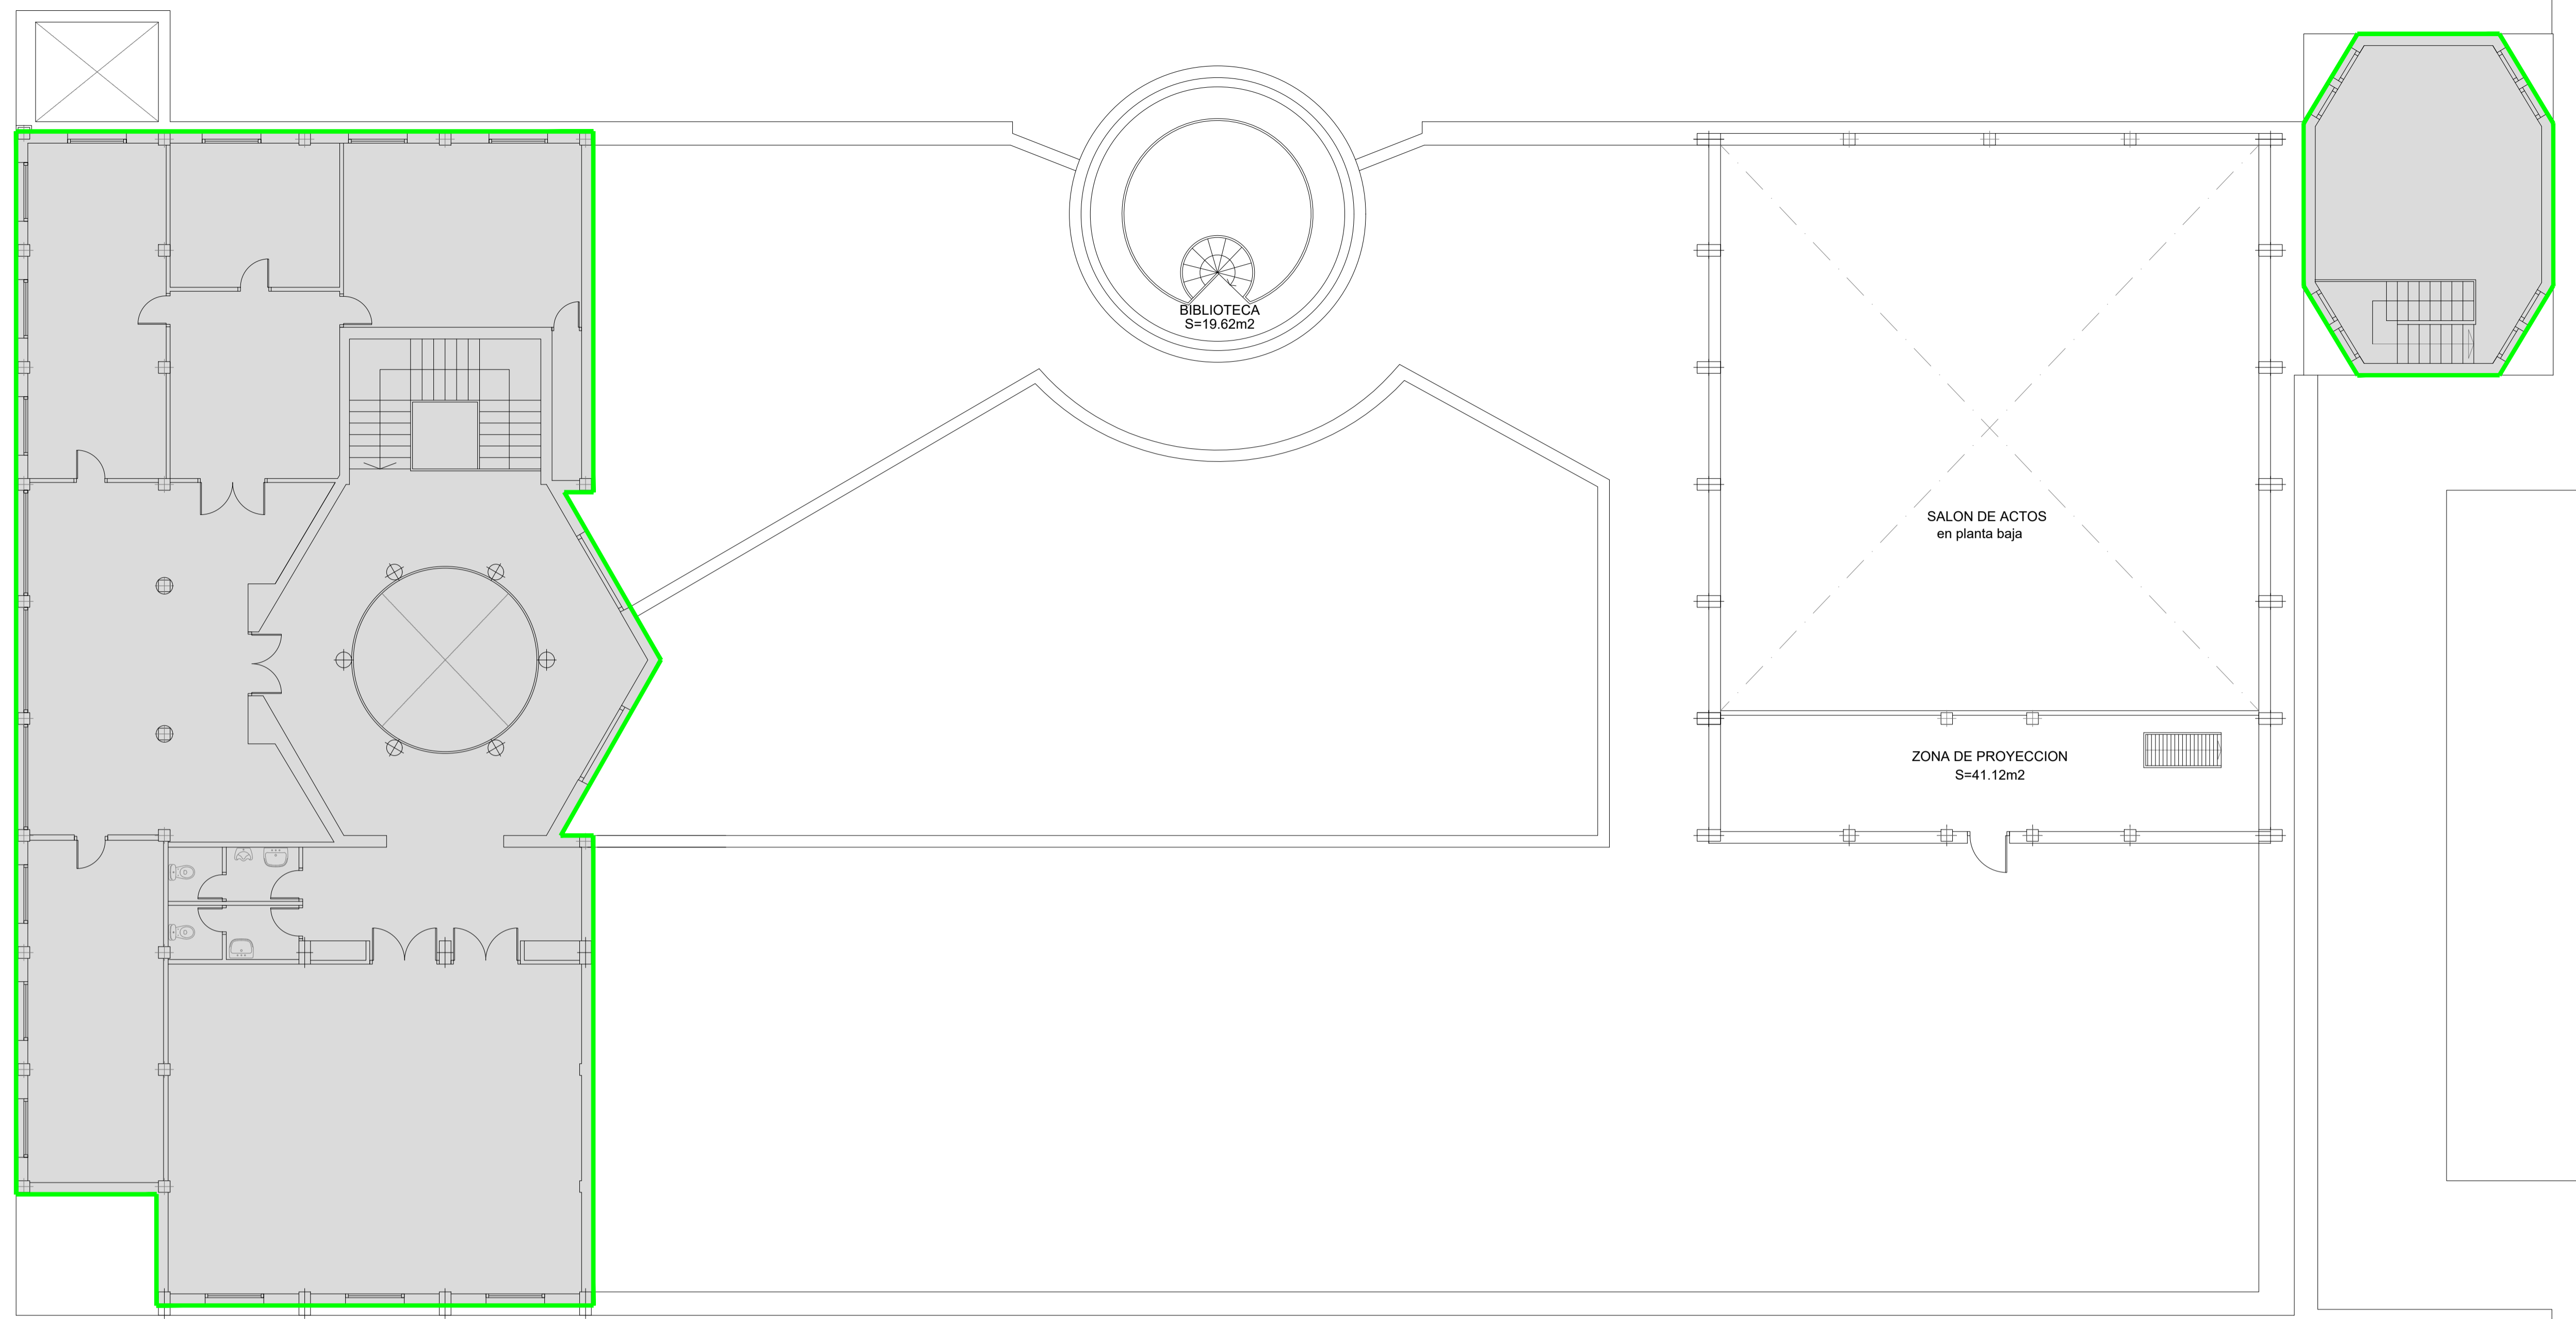 BIBLIOTECA
S=19.62m2
SALON DE ACTOS
en planta baja
ZONA DE PROYECCION
S=41.12m2